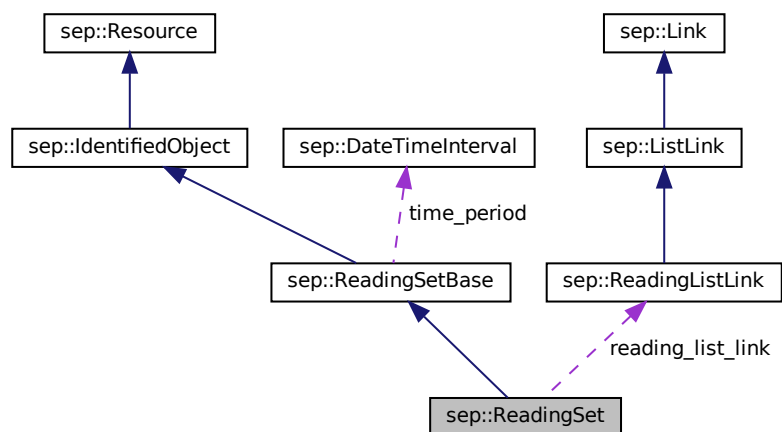 sep::Resource
sep::Link
sep::IdentifiedObject
sep::DateTimeInterval
sep::ListLink
time_period
sep::ReadingSetBase
sep::ReadingListLink
reading_list_link
sep::ReadingSet